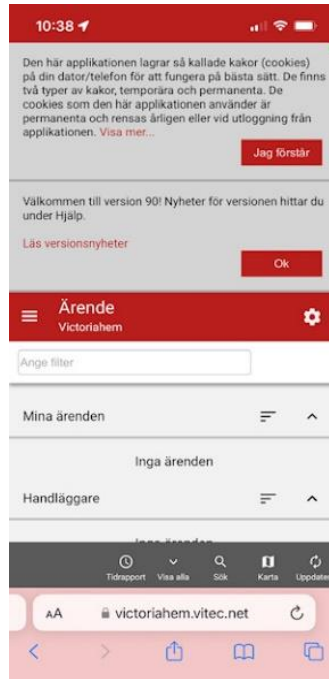 10:38
Den här applikationen lagrar så kallade kakor (cookies)
på din dator/telefon för att fungera på bästa sätt. De finns
två typer av kakor, temporära och permanenta. De
cookies som den här applikationen använder är
permanenta och rensas årligen eller vid utloggning från
applikationen. Visa mer...
Jag förstår
Välkommen till version 90! Nyheter för versionen hittar du
under Hjälp.
Läs versionsnyheter
Ok
Ärende
Victoriahem
Ange filter
Mina ärenden
Inga ärenden
Handläggare
Inga ärenden
Tidrapport Visa alla Sök Karta Uppdater
AA victoriahem.vitec.net